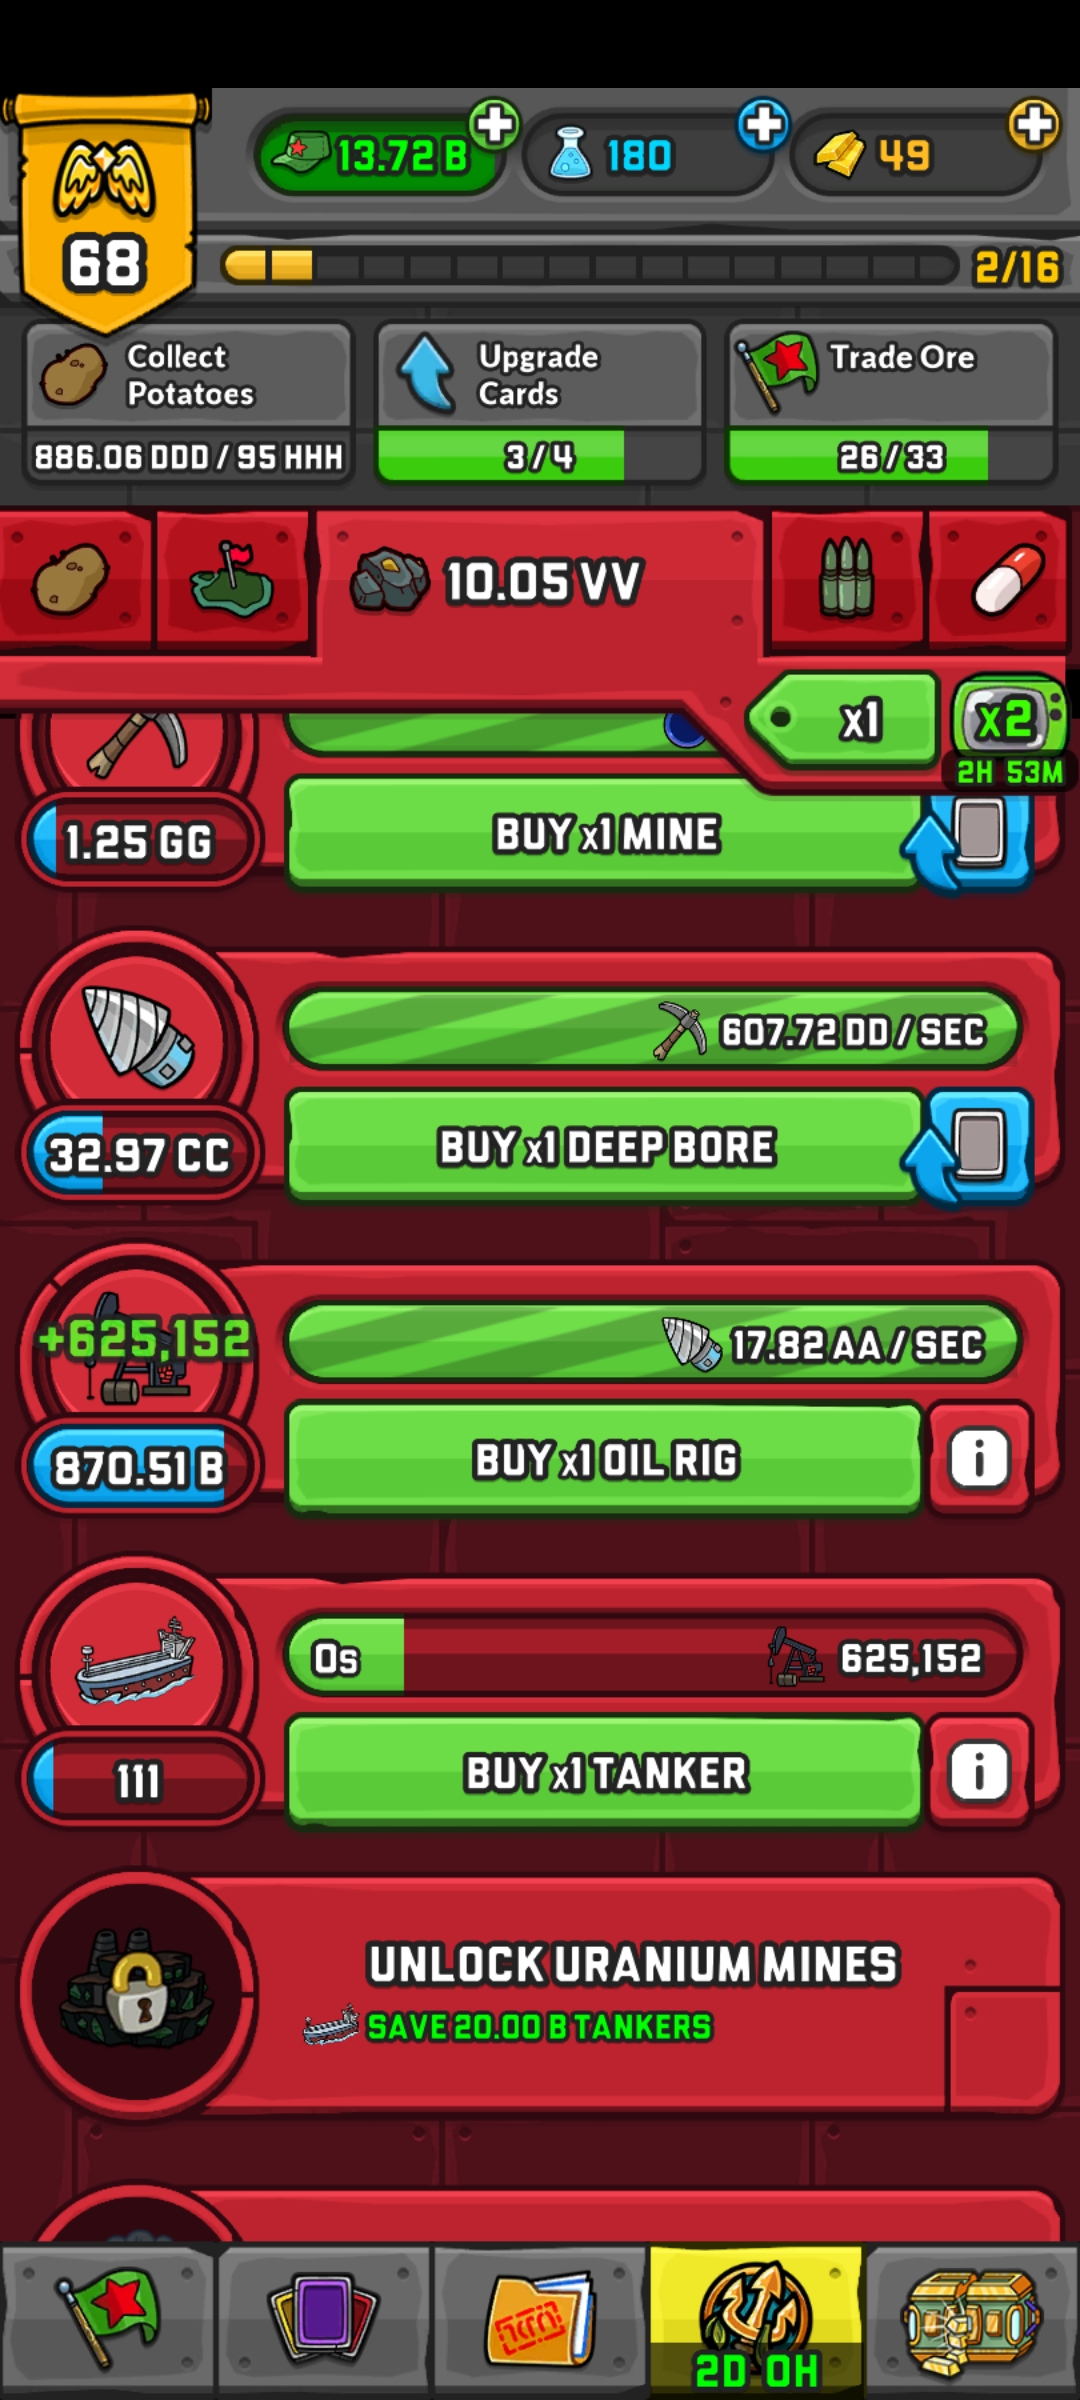 13.72 B
180
49
68
2/16
Collect
Potatoes
Upgrade
Cards
Trade Ore
886.06 DDD / 95 HHH
3/4
26/33
10.05 VV
x1
x2
2H 53M
1.25 GG
BUY x1 MINE
607.72 DD / SEC
32.97 CC
BUY x1 DEEP BORE
+625,152
17.82 AA / SEC
870.51 B
BUY x1 OIL RIG
i
0s
625,152
111
BUY x1 TANKER
i
UNLOCK URANIUM MINES
SAVE 20.00 B TANKERS
2D 0H